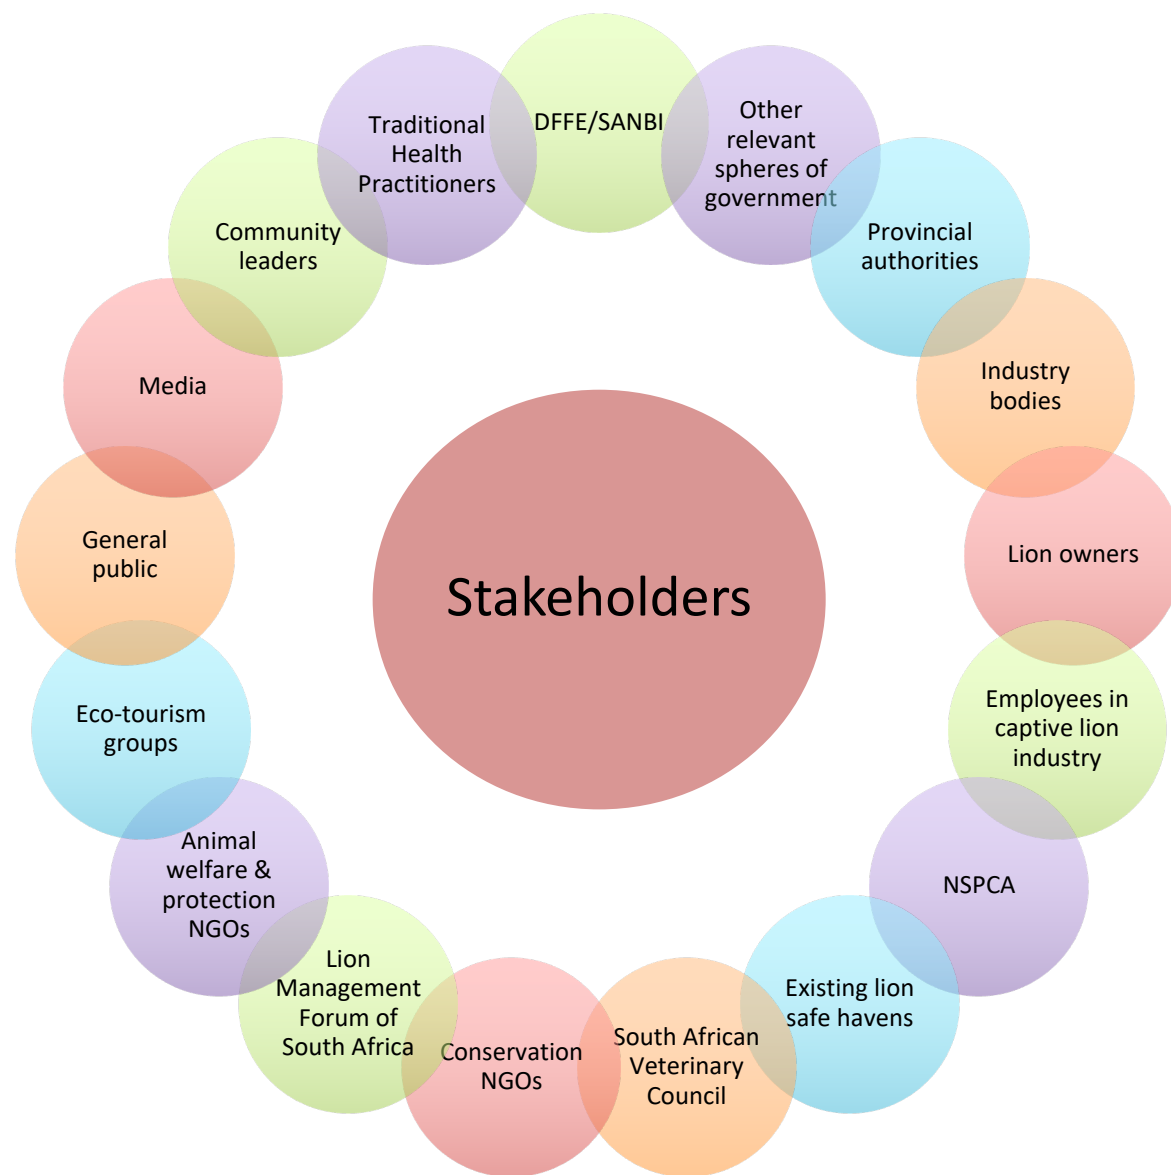 DFFE/SANBI
Other
relevant
spheres of
government
Provincial
authorities
Industry
bodies
Lion owners
Employees in
captive lion
industry
NSPCA
Existing lion
safe havens
South African
Veterinary
Council
Conservation
NGOs
Lion
Management
Forum of
South Africa
Animal
welfare &
protection
NGOs
Eco-tourism
groups
General
public
Media
Community
leaders
Traditional
Health
Practitioners
Stakeholders